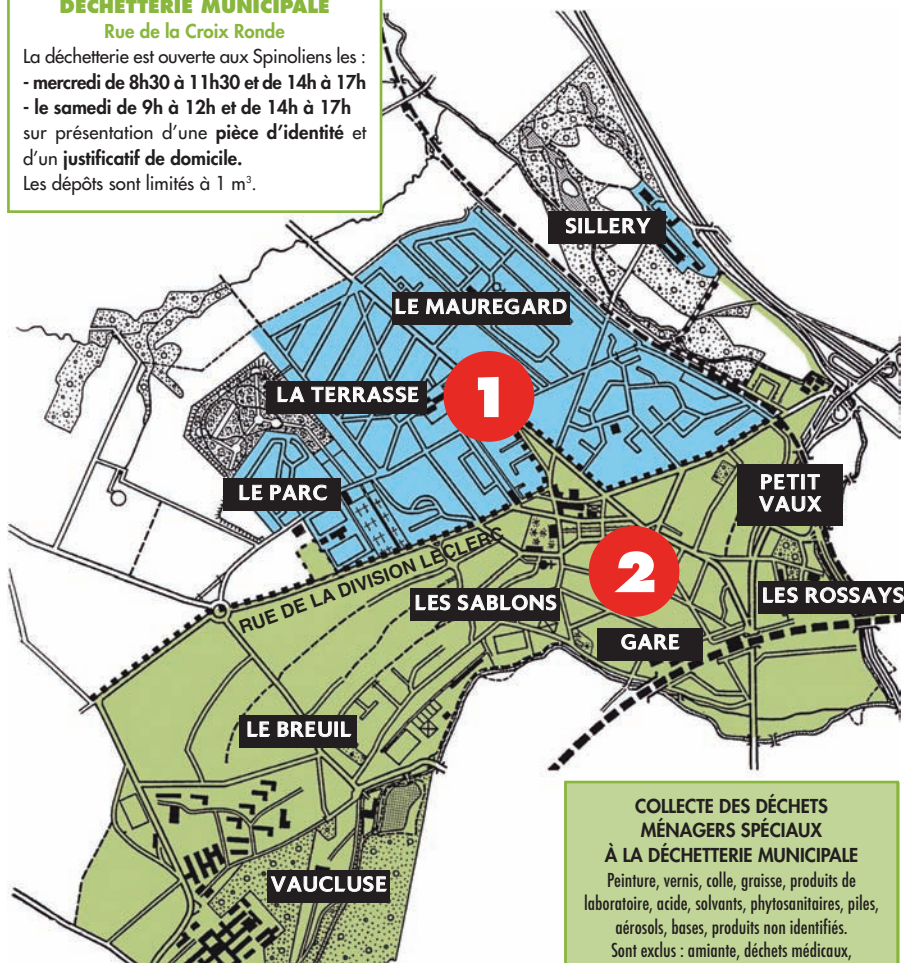 DÉCHETTERIE MUNICIPALE
Rue de la Croix Ronde
La déchetterie est ouverte aux Spinoliens les :
- mercredi de 8h30 à 11h30 et de 14h à 17h
- le samedi de 9h à 12h et de 14h à 17h
sur présentation d'une pièce d'identité et
d'un justificatif de domicile.
Les dépôts sont limités à 1 m³.
SILLERY
LE MAUREGARD
LA TERRASSE
1
LE PARC
PETIT
VAUX
RUE DE LA DIVISION LECLERC
2
LES SABLONS
LES ROSSAYS
GARE
LE BREUIL
VAUCLUSE
COLLECTE DES DÉCHETS
MÉNAGERS SPÉCIAUX
À LA DÉCHETTERIE MUNICIPALE
Peinture, vernis, colle, graisse, produits de
laboratoire, acide, solvants, phytosanitaires, piles,
aérosols, bases, produits non identifiés.
Sont exclus : amiante, déchets médicaux,